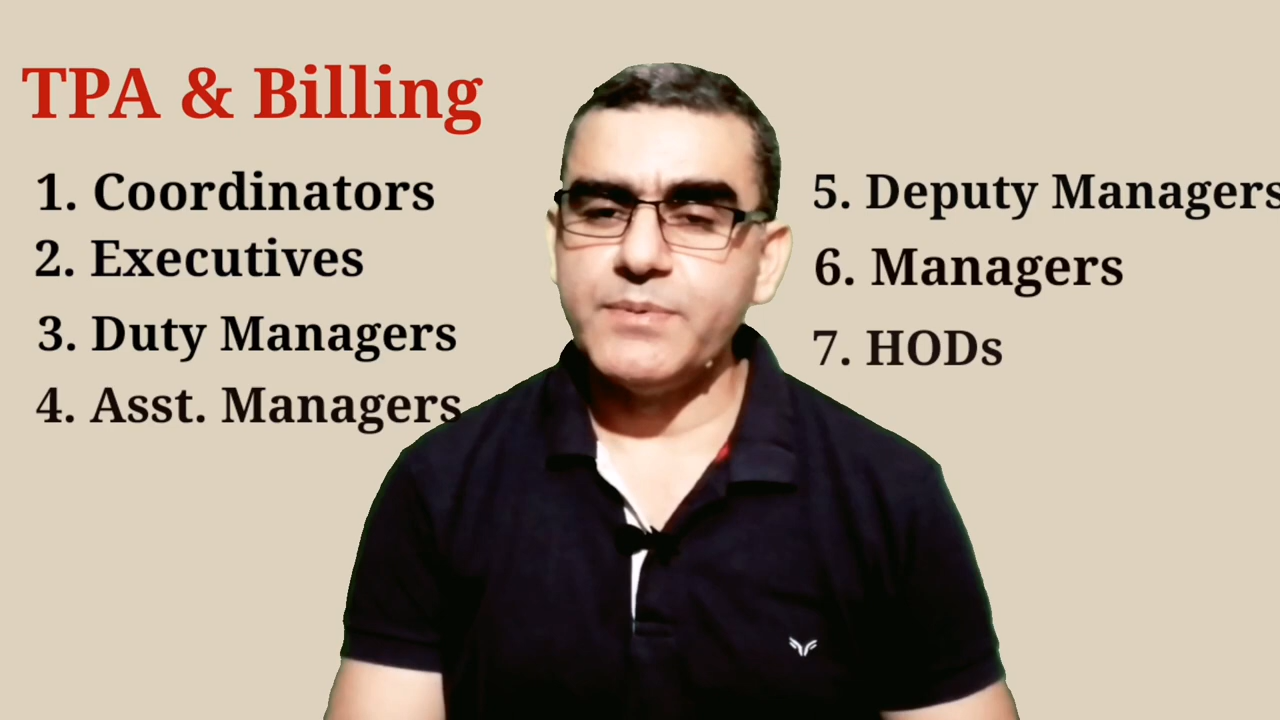 TPA & Billing
1. Coordinators
2. Executives
3. Duty Managers
4. Asst. Managers
5. Deputy Managers
6. Managers
7. HODs